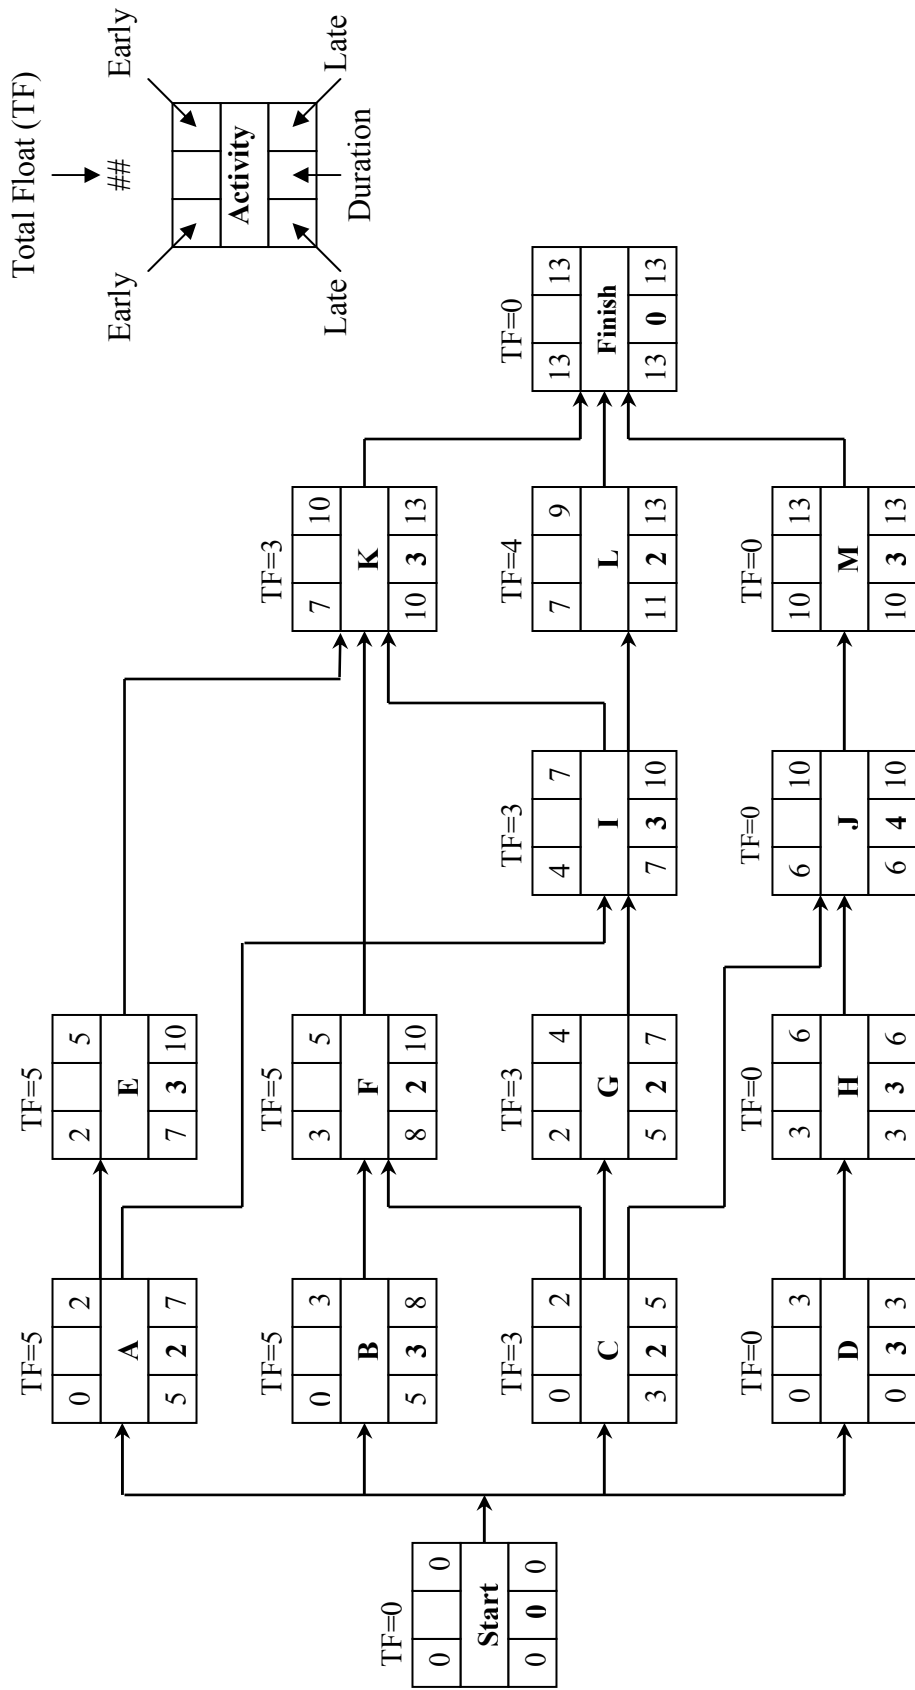 Total Float (TF)
##
Early Early
Activity
Late Duration Late
TF=5
0 2
A
5 2 7
TF=5
2 5
E
7 3 10
TF=0
0 0
Start
0 0 0
TF=5
0 3
B
5 3 8
TF=5
3 5
F
8 2 10
TF=3
7 10
K
10 3 13
TF=3
0 2
C
3 2 5
TF=3
2 4
G
5 2 7
TF=3
4 7
I
7 3 10
TF=4
7 9
L
11 2 13
TF=0
13 13
Finish
13 0 13
TF=0
0 3
D
0 3 3
TF=0
3 6
H
3 3 6
TF=0
6 10
J
6 4 10
TF=0
10 13
M
10 3 13